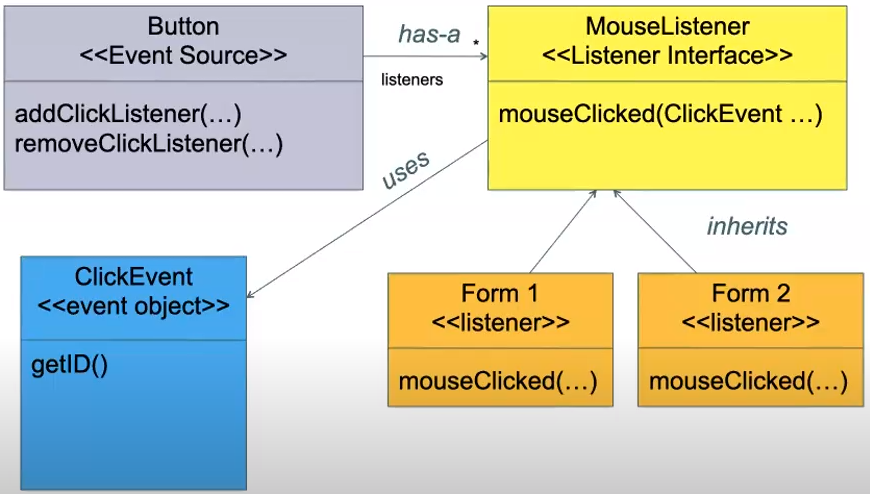 Button
<<Event Source>>
addClickListener(…)
removeClickListener(…)
has-a
*
listeners
MouseListener
<<Listener Interface>>
mouseClicked(ClickEvent …)
uses
inherits
ClickEvent
<<event object>>
getID()
Form 1
<<listener>>
mouseClicked(…)
Form 2
<<listener>>
mouseClicked(…)